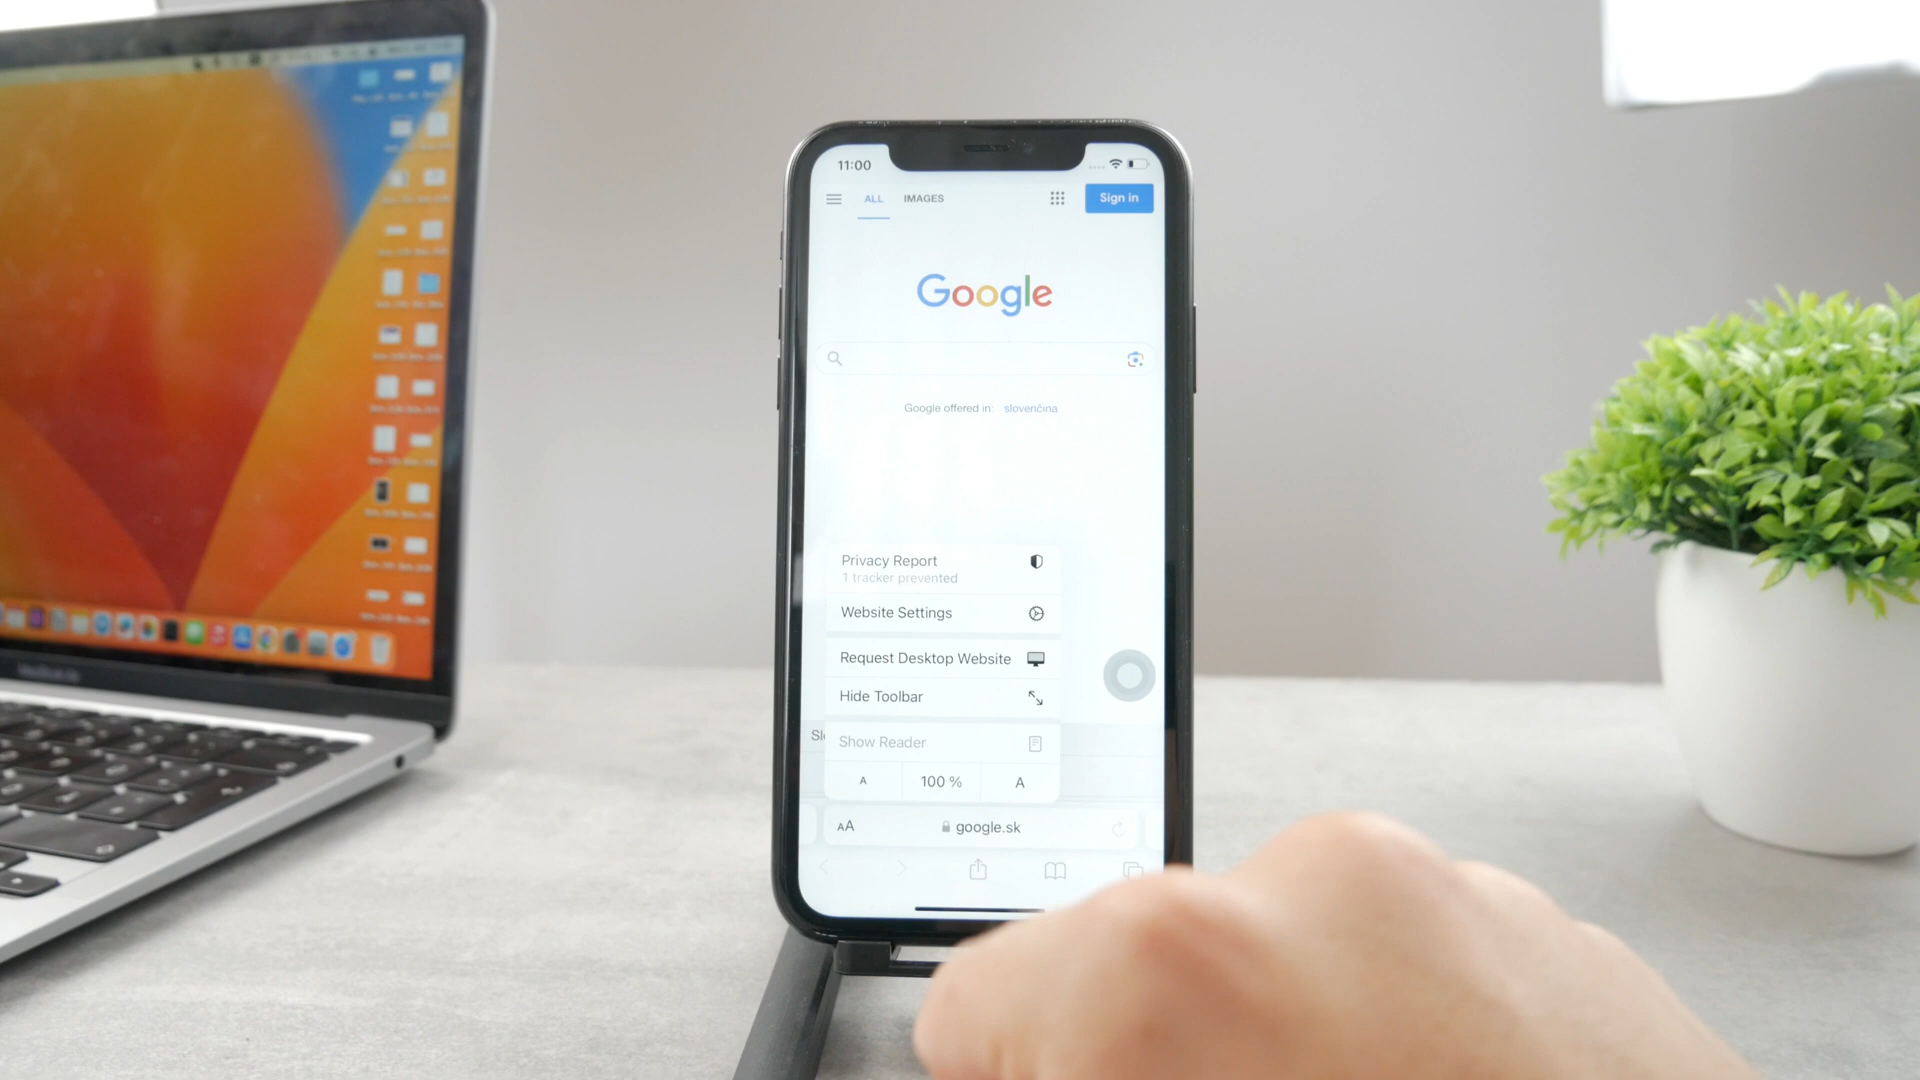 11:00
ALL IMAGES Sign in
Google
Google offered in: slovenčina
Privacy Report
1 tracker prevented
Website Settings
Request Desktop Website
Hide Toolbar
Show Reader
A 100 % A
AA google.sk